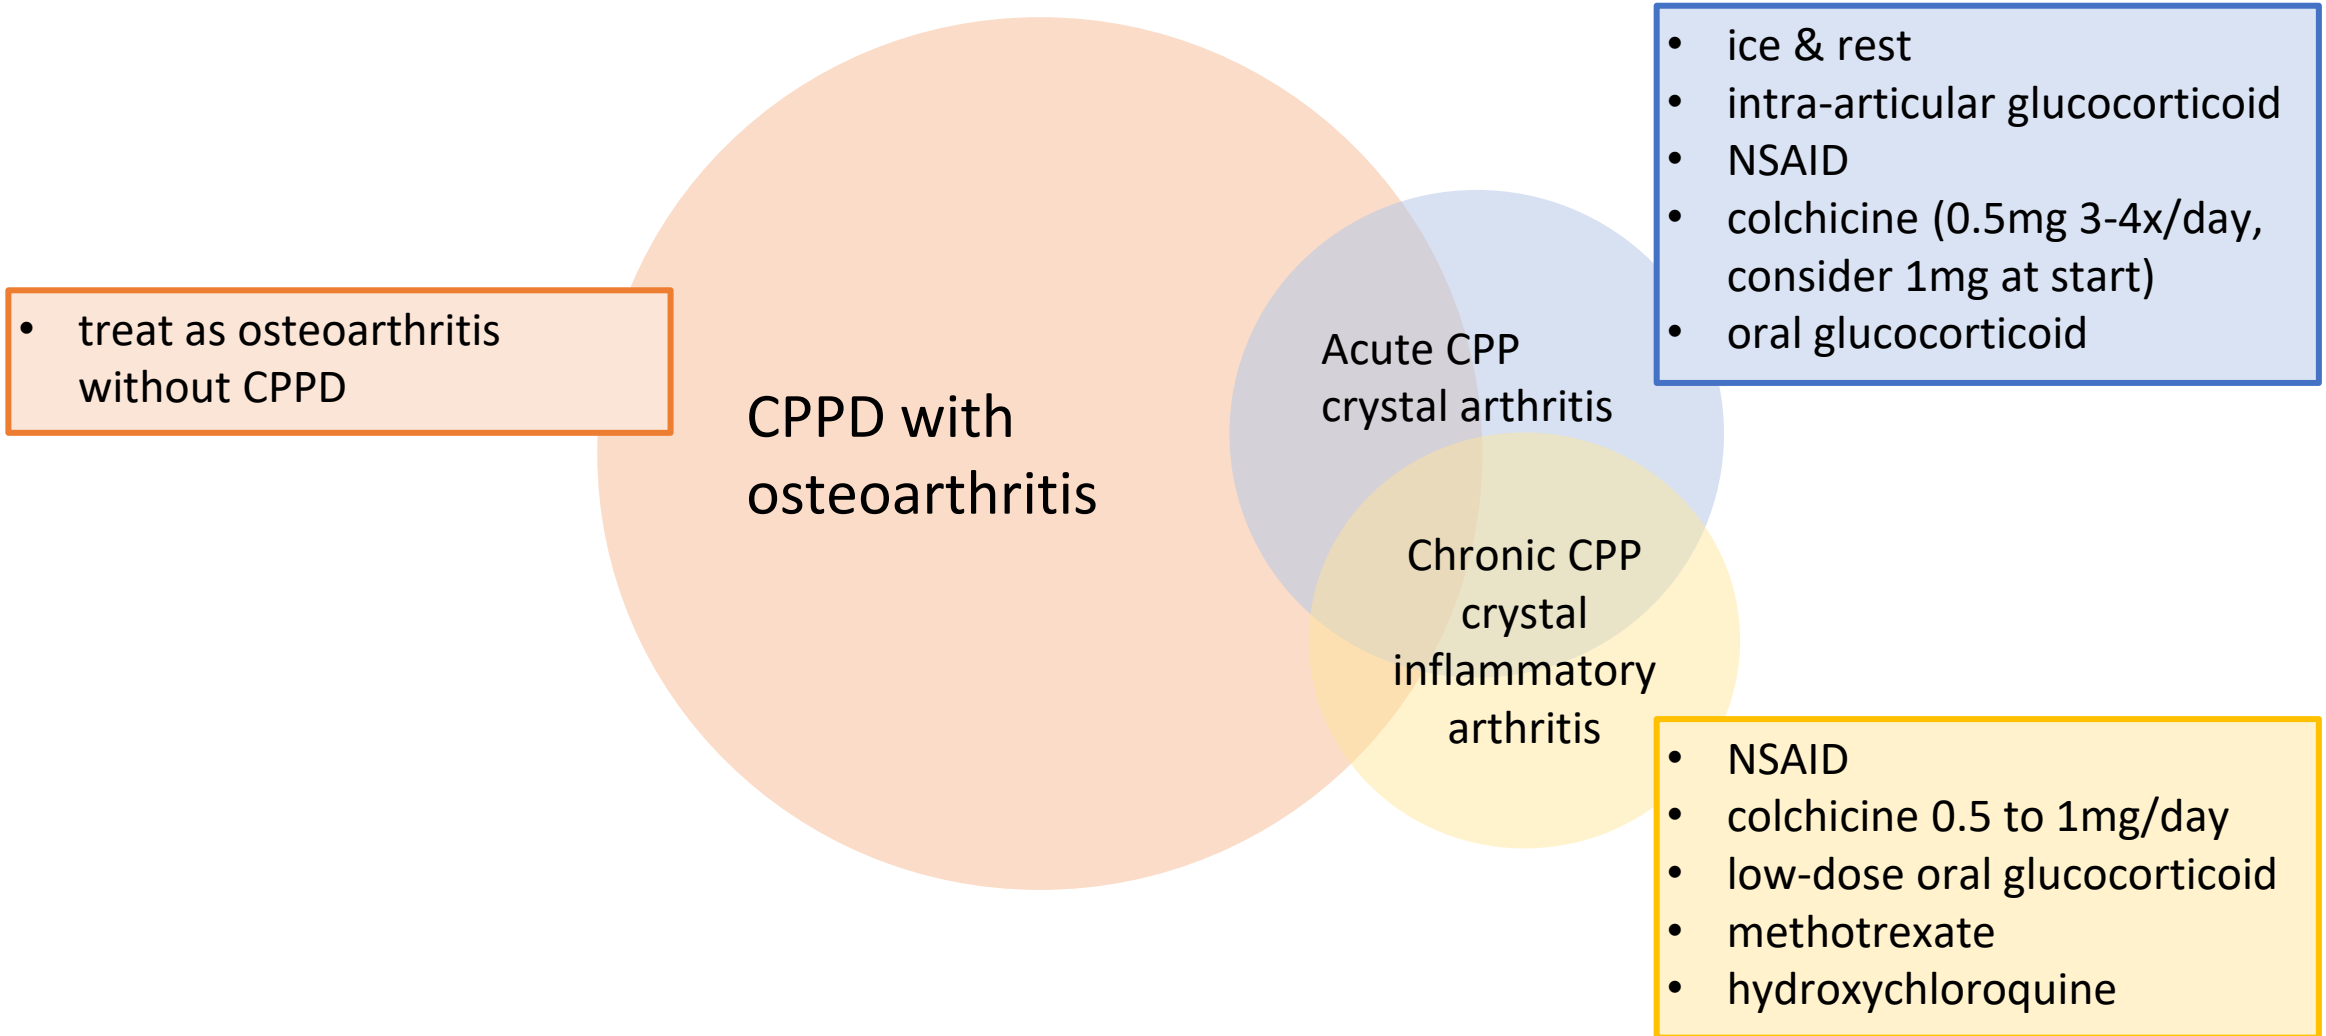 • treat as osteoarthritis
without CPPD
CPPD with
osteoarthritis
Acute CPP
crystal arthritis
Chronic CPP
crystal
inflammatory
arthritis
• ice & rest
• intra-articular glucocorticoid
• NSAID
• colchicine (0.5mg 3-4x/day,
consider 1mg at start)
• oral glucocorticoid
• NSAID
• colchicine 0.5 to 1mg/day
• low-dose oral glucocorticoid
• methotrexate
• hydroxychloroquine